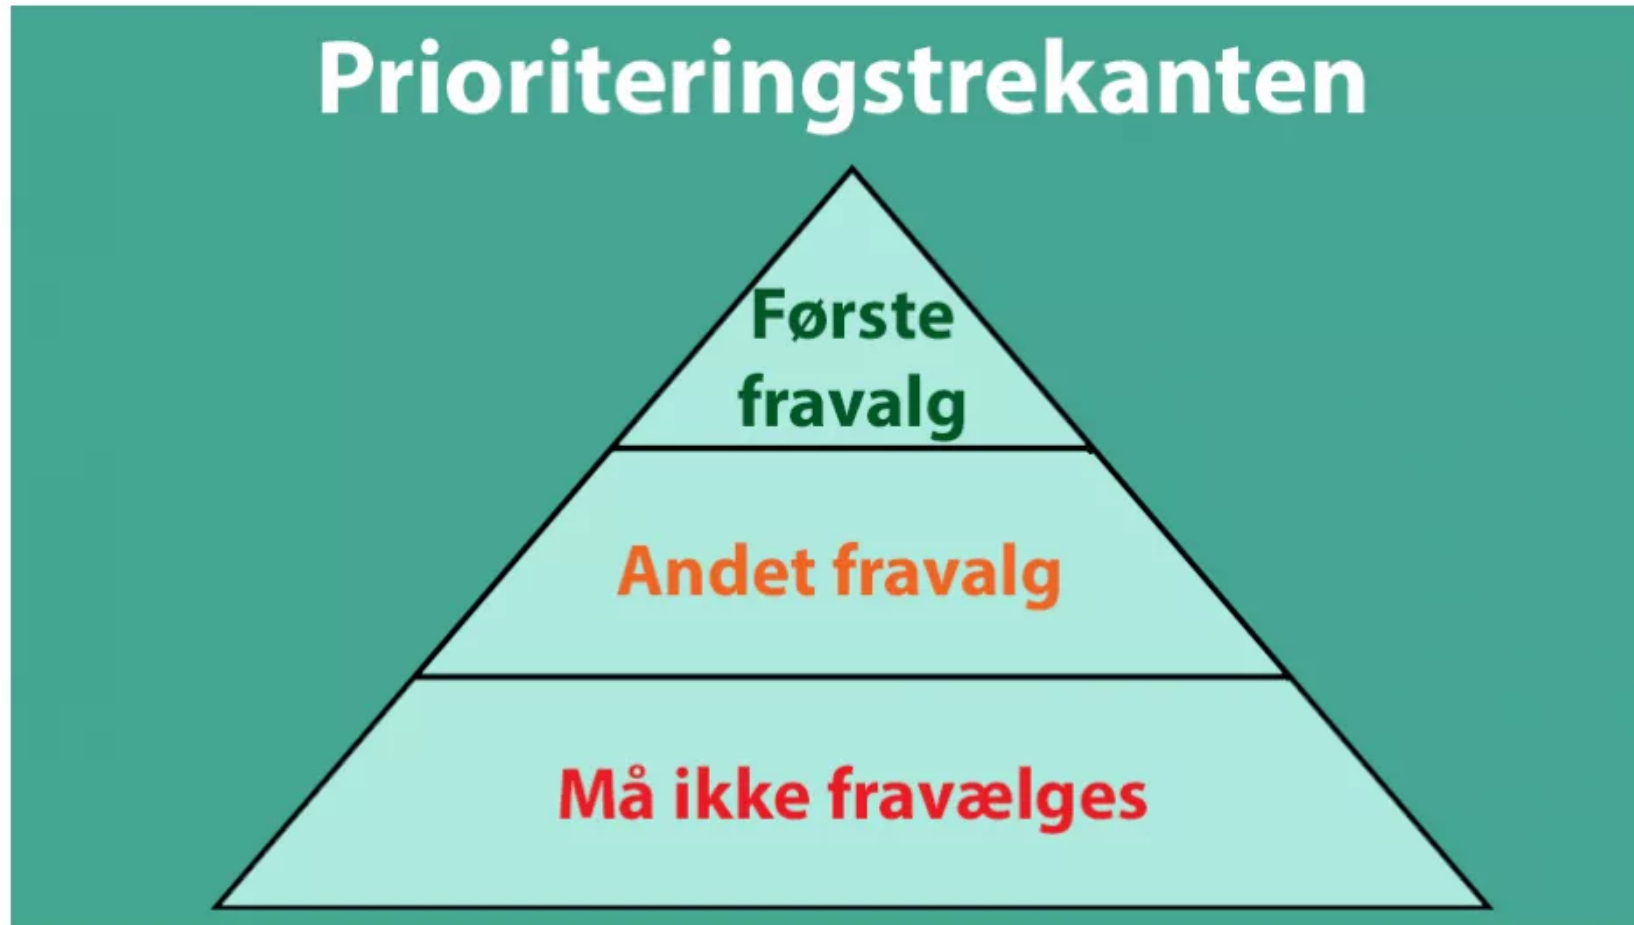 Prioriteringstrekanten
Første
fravalg
Andet fravalg
Må ikke fravælges